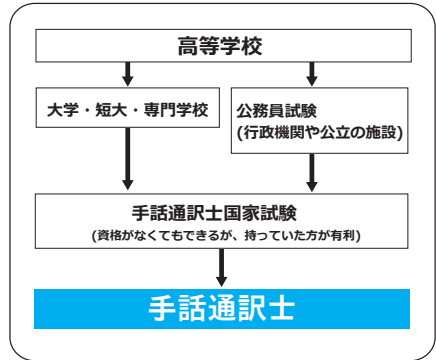 高等学校
大学・短大・専門学校
公務員試験
(行政機関や公立の施設)
手話通訳士国家試験
(資格がなくてもできるが、持っていた方が有利)
手話通訳士